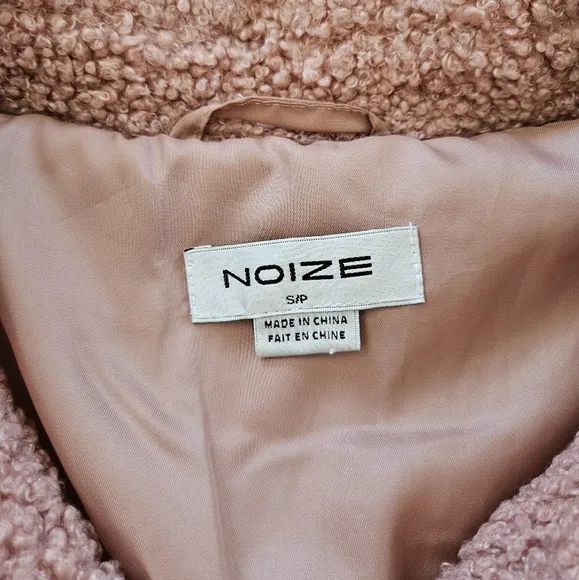 NOIZE
S/P
MADE IN CHINA
FAIT EN CHINE